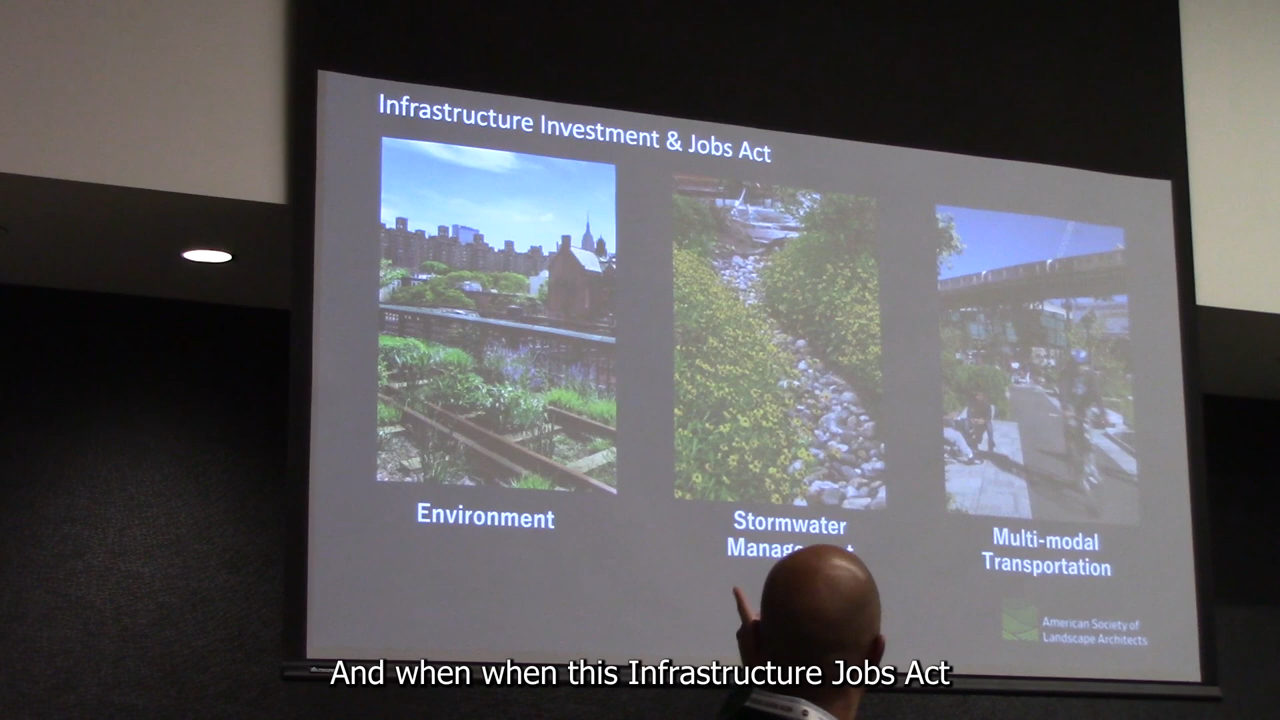 Infrastructure Investment & Jobs Act
Environment
Stormwater
Multi-modal
Transportation
American Society of
Landscape Architects
And when when this Infrastructure Jobs Act